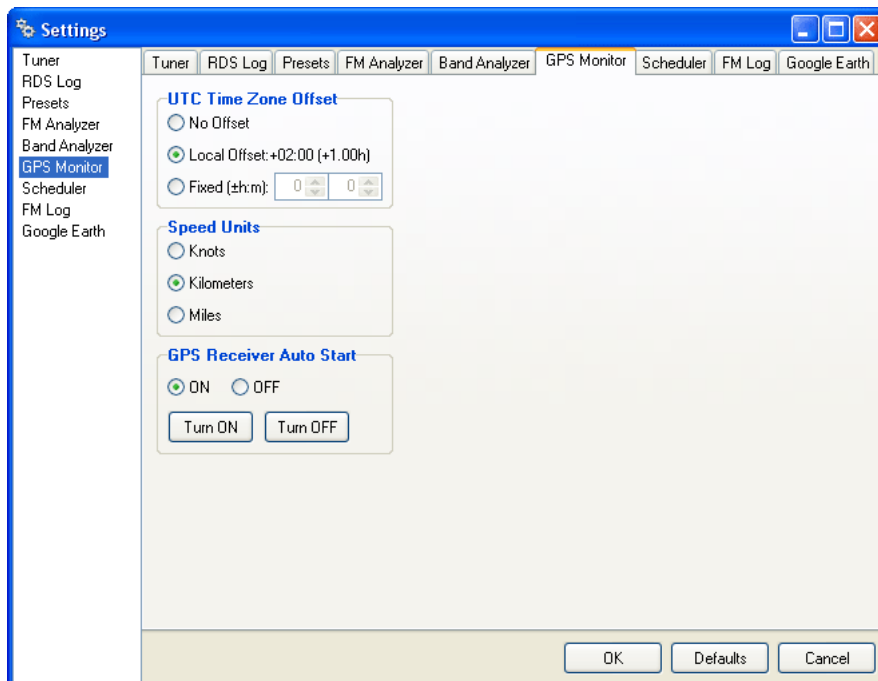 Settings
Tuner
RDS Log
Presets
FM Analyzer
Band Analyzer
GPS Monitor
Scheduler
FM Log
Google Earth
Tuner RDS Log Presets FM Analyzer Band Analyzer GPS Monitor Scheduler FM Log Google Earth
UTC Time Zone Offset
No Offset
Local Offset:+02:00 (+1.00h)
Fixed (±h:m): 0 0
Speed Units
Knots
Kilometers
Miles
GPS Receiver Auto Start
ON OFF
Turn ON Turn OFF
OK Defaults Cancel